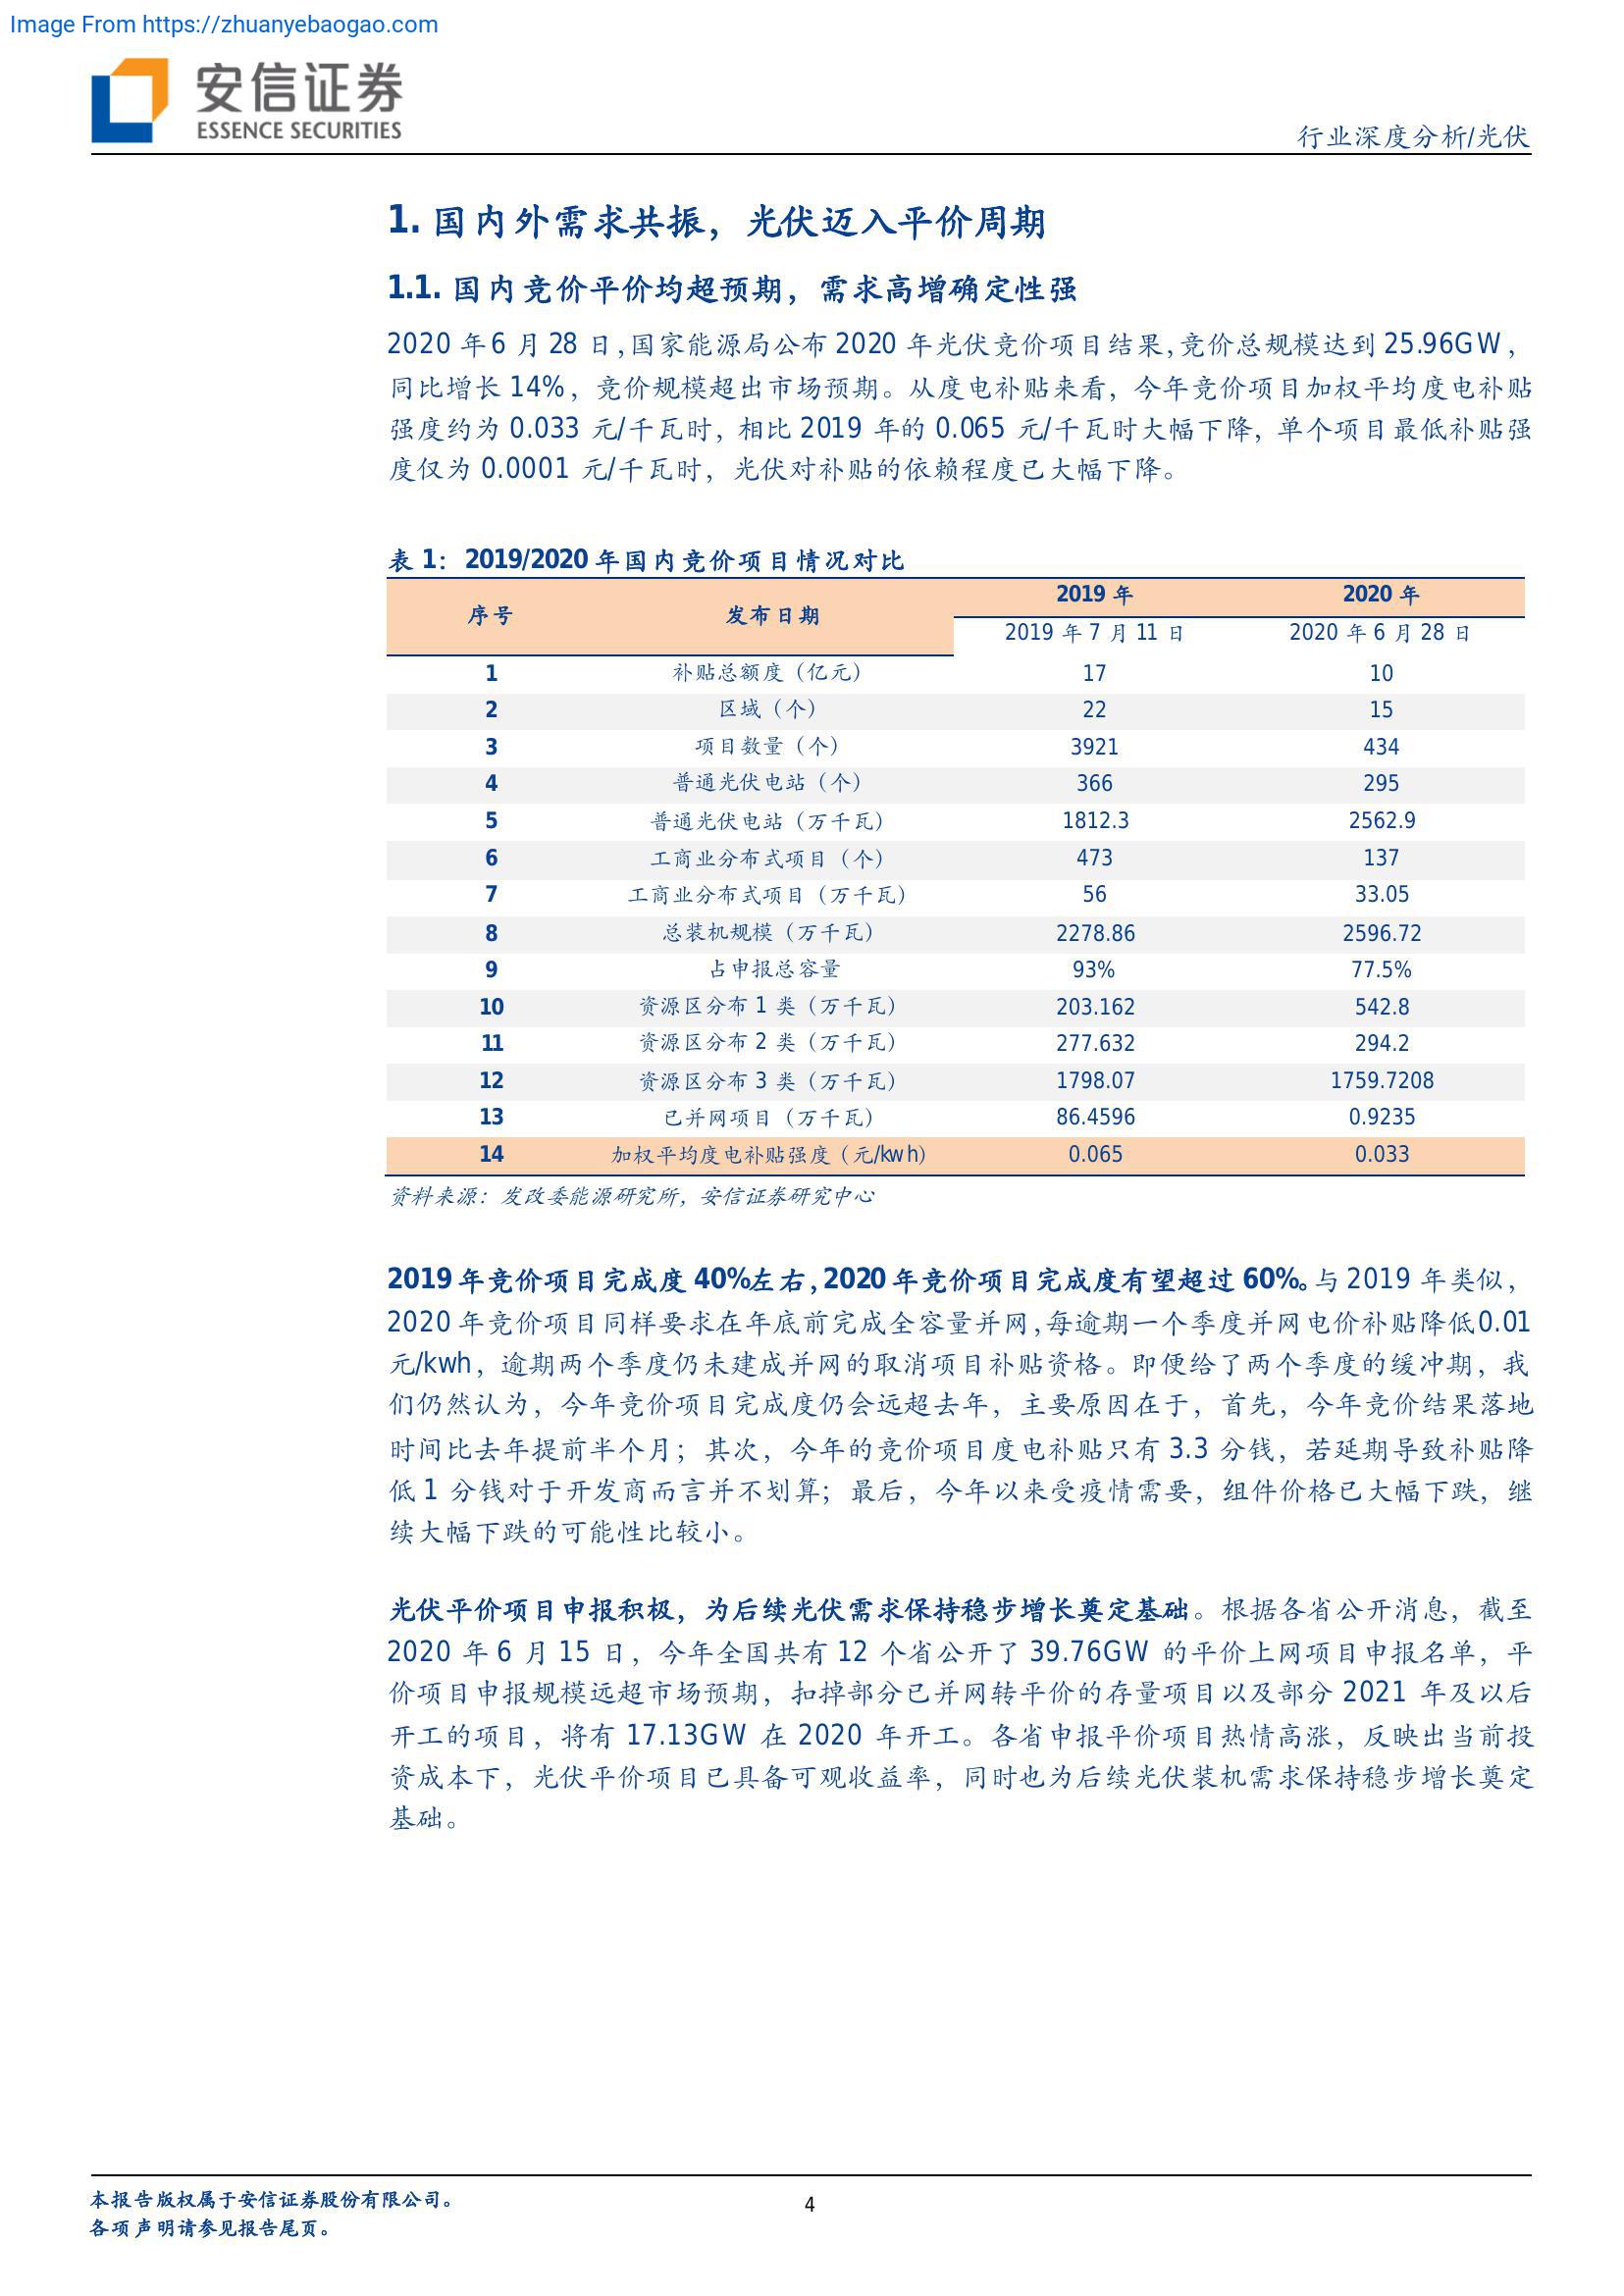 Image From https://zhuanyebaogao.com
安信证券
ESSENCE SECURITIES
行业深度分析/光伏
1. 国内外需求共振，光伏迈入平价周期
1.1. 国内竞价平价均超预期，需求高增确定性强
2020 年 6 月 28 日，国家能源局公布 2020 年光伏竞价项目结果，竞价总规模达到 25.96GW，
同比增长 14%，竞价规模超出市场预期。从度电补贴来看，今年竞价项目加权平均度电补贴
强度约为 0.033 元/千瓦时，相比 2019 年的 0.065 元/千瓦时大幅下降，单个项目最低补贴强
度仅为 0.0001 元/千瓦时，光伏对补贴的依赖程度已大幅下降。
表 1：2019/2020 年国内竞价项目情况对比
序号 发布日期 2019 年 2020 年
2019 年 7 月 11 日 2020 年 6 月 28 日
1 补贴总额度（亿元） 17 10
2 区域（个） 22 15
3 项目数量（个） 3921 434
4 普通光伏电站（个） 366 295
5 普通光伏电站（万千瓦） 1812.3 2562.9
6 工商业分布式项目（个） 473 137
7 工商业分布式项目（万千瓦） 56 33.05
8 总装机规模（万千瓦） 2278.86 2596.72
9 占申报总容量 93% 77.5%
10 资源区分布 1 类（万千瓦） 203.162 542.8
11 资源区分布 2 类（万千瓦） 277.632 294.2
12 资源区分布 3 类（万千瓦） 1798.07 1759.7208
13 已并网项目（万千瓦） 86.4596 0.9235
14 加权平均度电补贴强度（元/kwh） 0.065 0.033
资料来源：发改委能源研究所，安信证券研究中心
2019 年竞价项目完成度 40%左右，2020 年竞价项目完成度有望超过 60%。与 2019 年类似，
2020 年竞价项目同样要求在年底前完成全容量并网，每逾期一个季度并网电价补贴降低 0.01
元/kwh，逾期两个季度仍未建成并网的取消项目补贴资格。即便给了两个季度的缓冲期，我
们仍然认为，今年竞价项目完成度仍会远超去年，主要原因在于，首先，今年竞价结果落地
时间比去年提前半个月；其次，今年的竞价项目度电补贴只有 3.3 分钱，若延期导致补贴降
低 1 分钱对于开发商而言并不划算；最后，今年以来受疫情需要，组件价格已大幅下跌，继
续大幅下跌的可能性比较小。
光伏平价项目申报积极，为后续光伏需求保持稳步增长奠定基础。根据各省公开消息，截至
2020 年 6 月 15 日，今年全国共有 12 个省公开了 39.76GW 的平价上网项目申报名单，平
价项目申报规模远超市场预期，扣掉部分已并网转平价的存量项目以及部分 2021 年及以后
开工的项目，将有 17.13GW 在 2020 年开工。各省申报平价项目热情高涨，反映出当前投
资成本下，光伏平价项目已具备可观收益率，同时也为后续光伏装机需求保持稳步增长奠定
基础。
本报告版权属于安信证券股份有限公司。
各项声明请参见报告尾页。
4